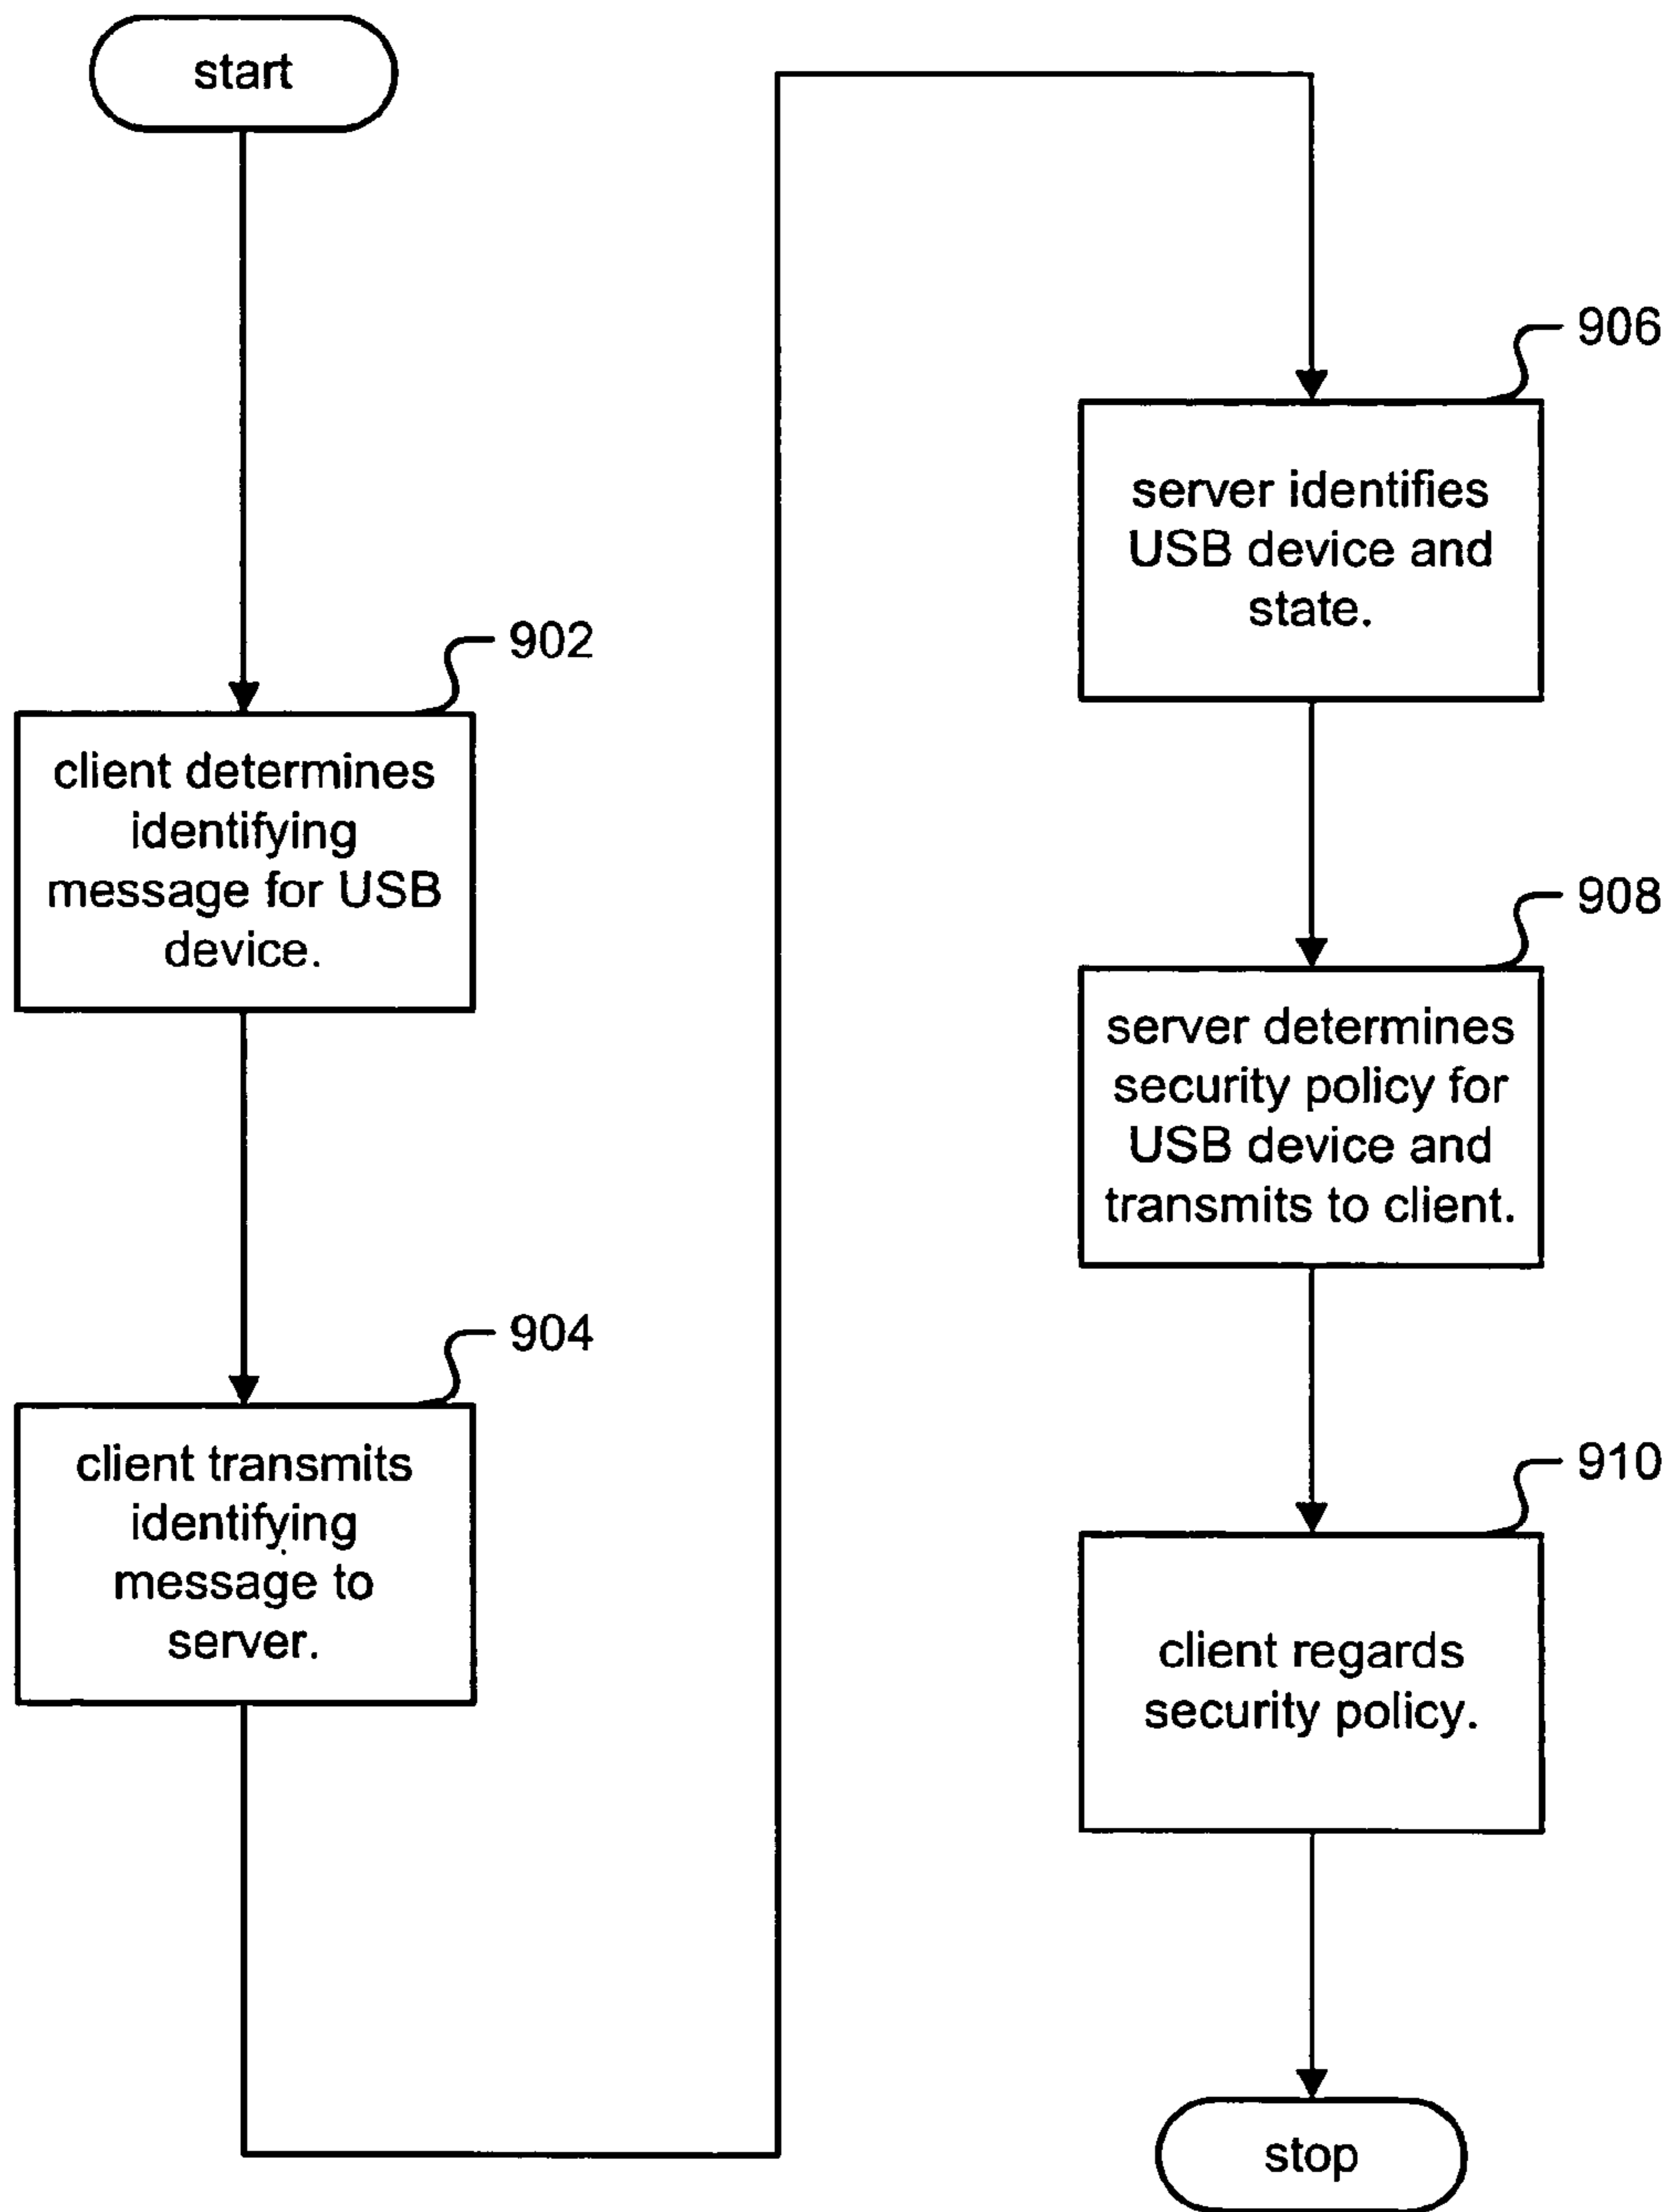 start
902
client determines
identifying
message for USB
device.
904
client transmits
identifying
message to
server.
906
server identifies
USB device and
state.
908
server determines
security policy for
USB device and
transmits to client.
910
client regards
security policy.
stop